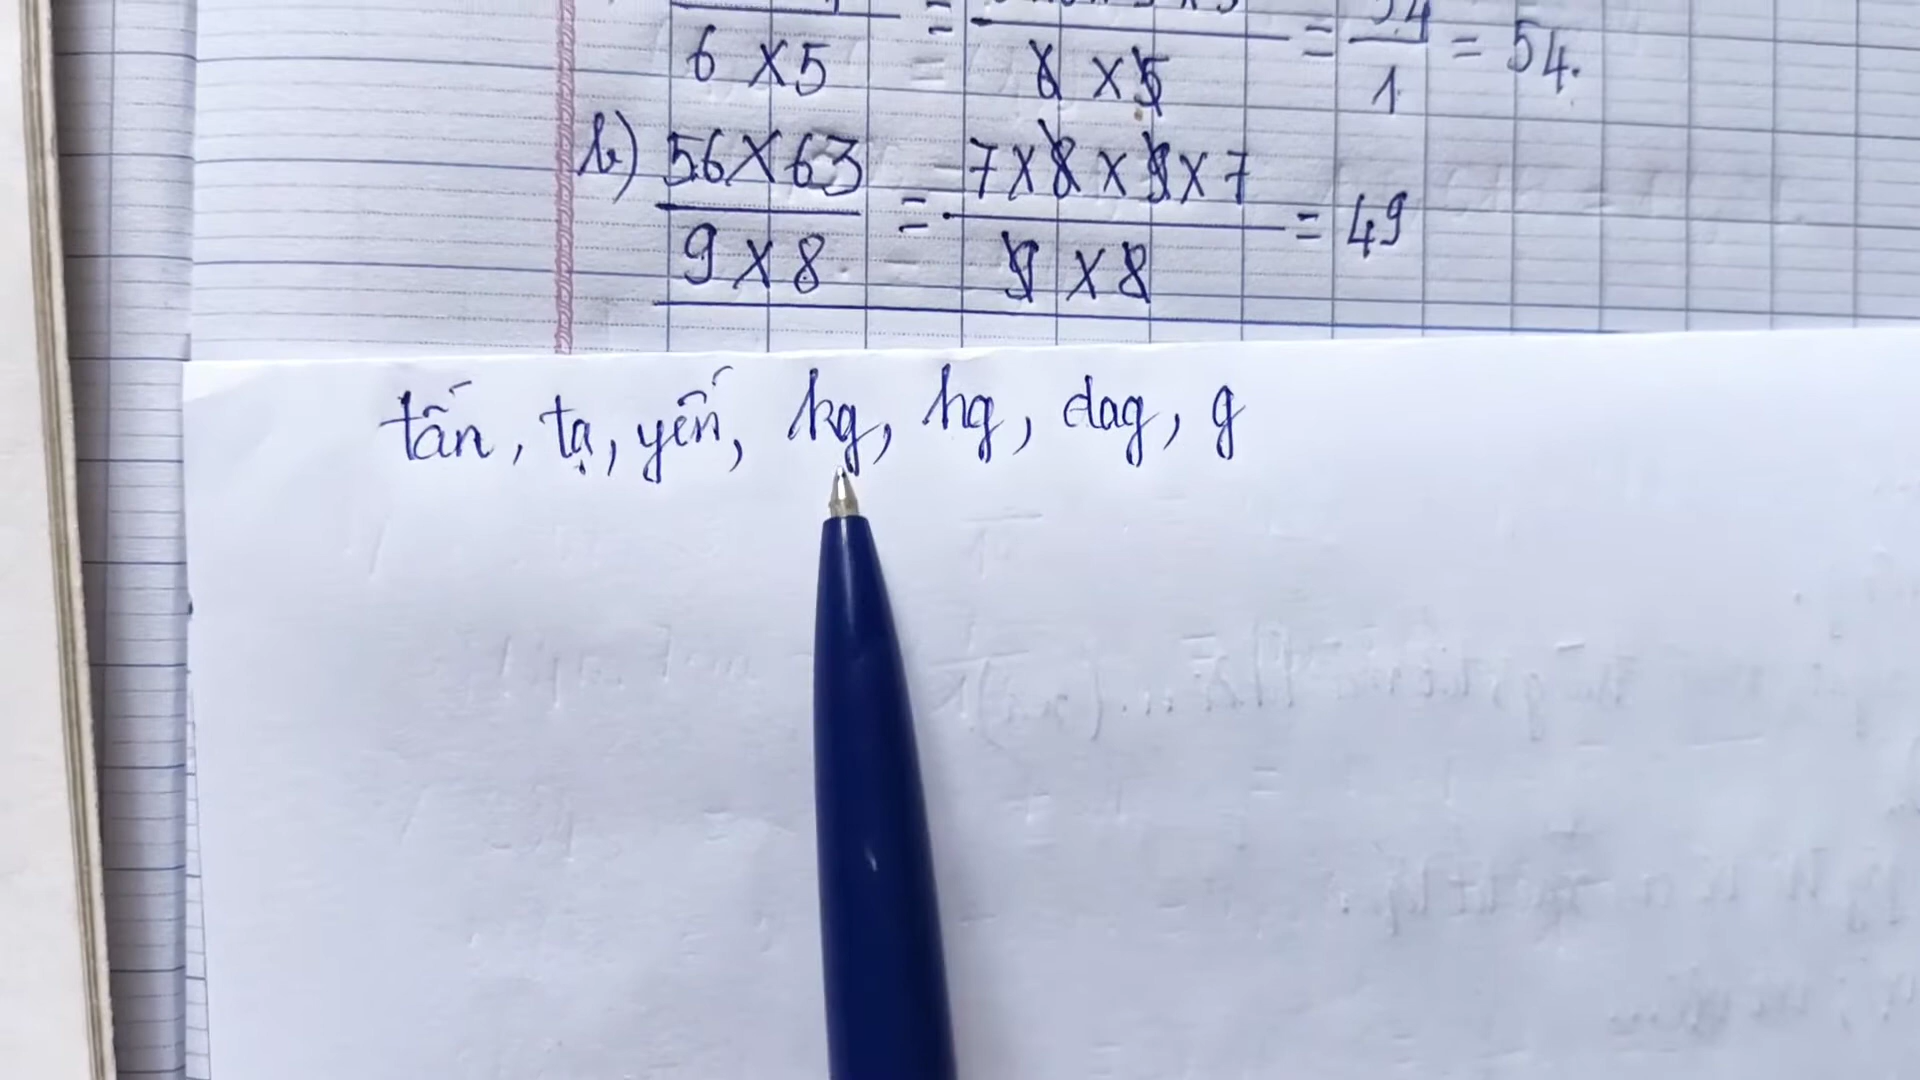 6 X 5 = 6 X 5 = 1 = 54.
b) 56 X 63 = 7 X 8 X 9 X 7 = 49
9 X 8 9 X 8
tấn, tạ, yến, kg, hg, dag, g